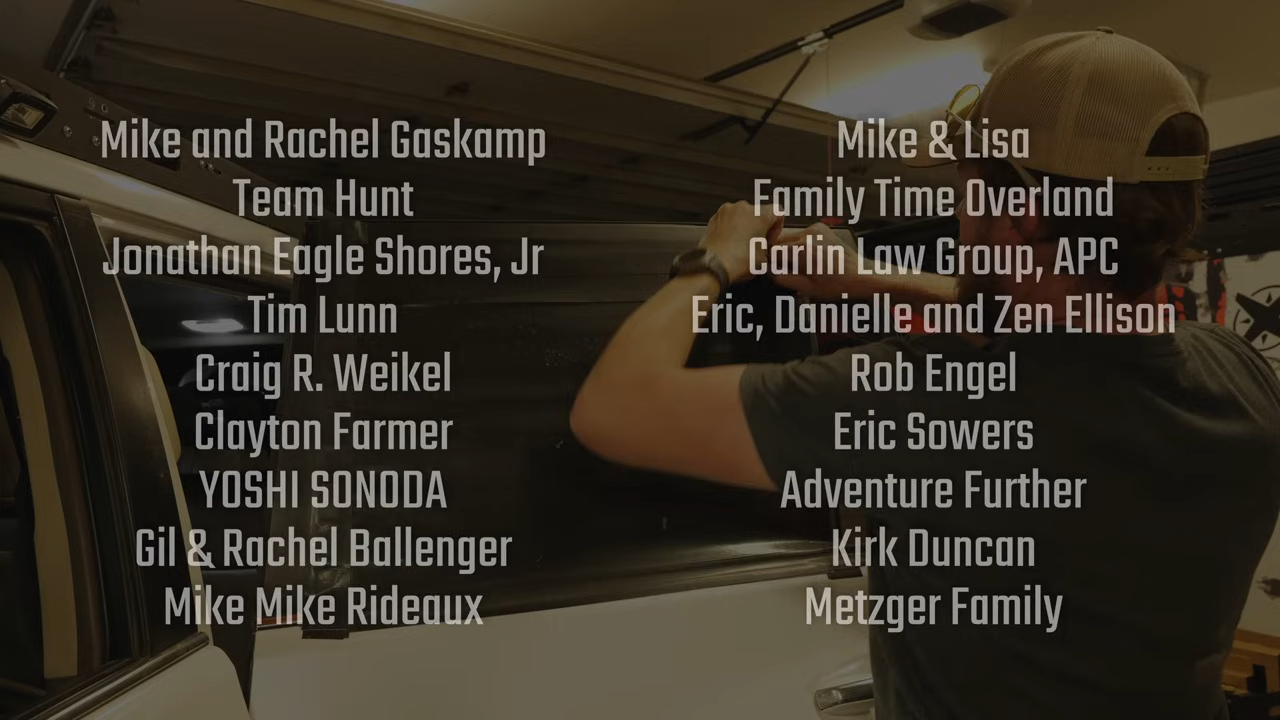 Mike and Rachel Gaskamp
Team Hunt
Jonathan Eagle Shores, Jr
Tim Lunn
Craig R. Weikel
Clayton Farmer
YOSHI SONODA
Gil & Rachel Ballenger
Mike Mike Rideaux
Mike & Lisa
Family Time Overland
Carlin Law Group, APC
Eric, Danielle and Zen Ellison
Rob Engel
Eric Sowers
Adventure Further
Kirk Duncan
Metzger Family